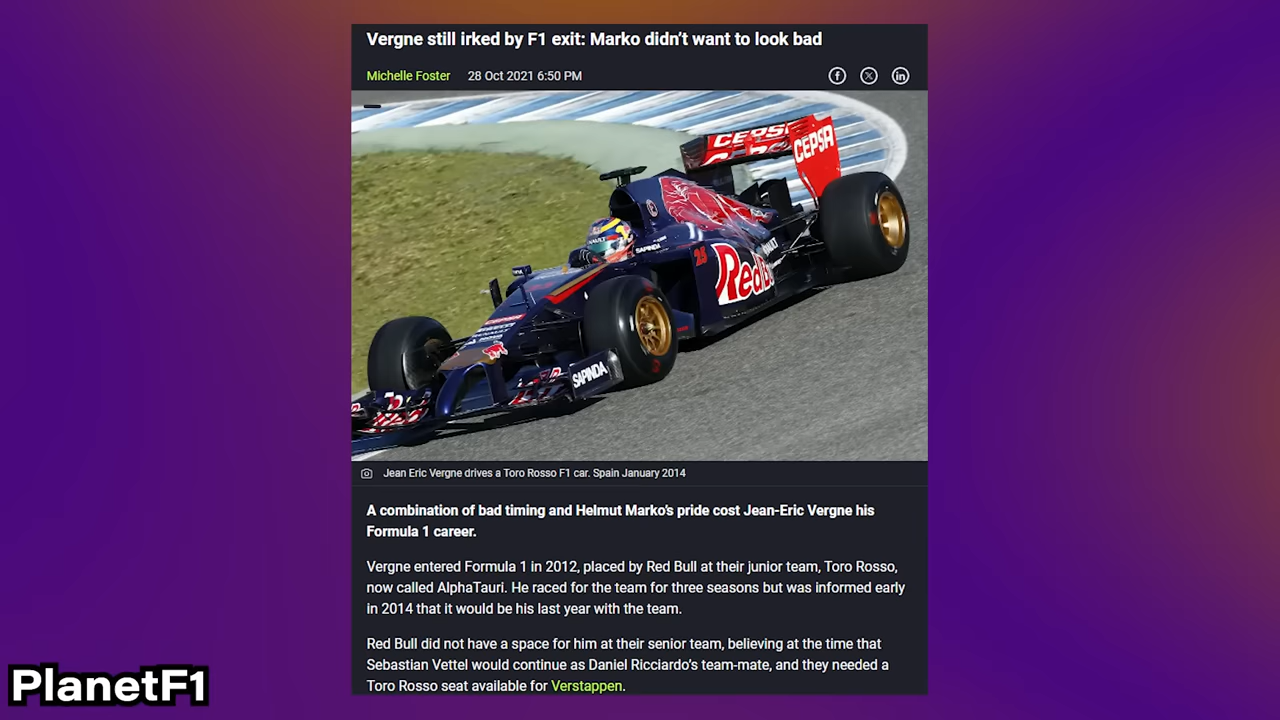 Vergne still irked by F1 exit: Marko didn't want to look bad
Michelle Foster 28 Oct 2021 6:50 PM
CEPSA
CEPSA
SAPINDA
25
Red
SAPINDA
Jean Eric Vergne drives a Toro Rosso F1 car. Spain January 2014
A combination of bad timing and Helmut Marko's pride cost Jean-Eric Vergne his
Formula 1 career.
Vergne entered Formula 1 in 2012, placed by Red Bull at their junior team, Toro Rosso,
now called AlphaTauri. He raced for the team for three seasons but was informed early
in 2014 that it would be his last year with the team.
Red Bull did not have a space for him at their senior team, believing at the time that
Sebastian Vettel would continue as Daniel Ricciardo's team-mate, and they needed a
Toro Rosso seat available for Verstappen.
PlanetF1